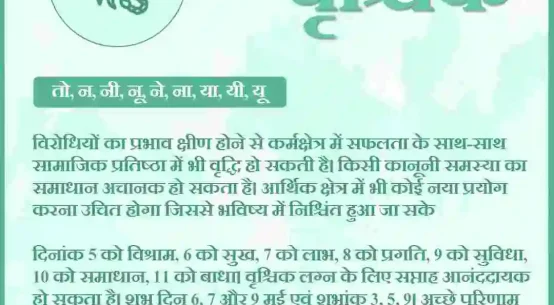 वृश्चिक
तो, न, नी, नू, ने, ना, या, यी, यू
विरोधियों का प्रभाव क्षीण होने से कर्मक्षेत्र में सफलता के साथ-साथ
सामाजिक प्रतिष्ठा में भी वृद्धि हो सकती है। किसी कानूनी समस्या का
समाधान अचानक हो सकता है। आर्थिक क्षेत्र में भी कोई नया प्रयोग
करना उचित होगा जिससे भविष्य में निश्चिंत हुआ जा सके
दिनांक 5 को विश्राम, 6 को सुख, 7 को लाभ, 8 को प्रगति, 9 को सुविधा,
10 को समाधान, 11 को बाधा। वृश्चिक लग्न के लिए सप्ताह आनंददायक
हो सकता है। शुभ दिन 6, 7 और 9 मई एवं शुभांक 3, 5, 9। अच्छे परिणाम